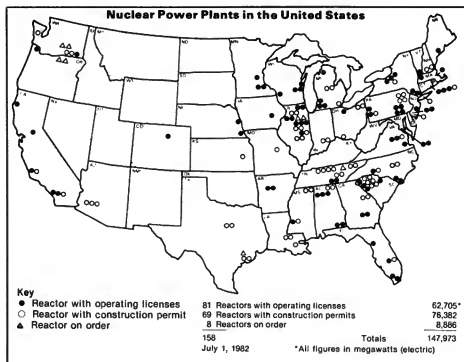 Nuclear Power Plants in the United States
Key
● Reactor with operating licenses
○ Reactor with construction permit
▲ Reactor on order
81 Reactors with operating licenses 62,705*
69 Reactors with construction permits 76,382
8 Reactors on order 8,886
158 Totals 147,973
July 1, 1982 *All figures in megawatts (electric)